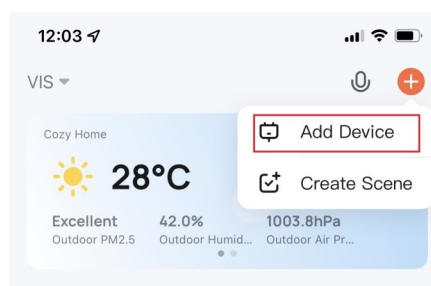 12:03
VIS
Add Device
Create Scene
Cozy Home
28°C
Excellent 42.0% 1003.8hPa
Outdoor PM2.5 Outdoor Humid... Outdoor Air Pr...